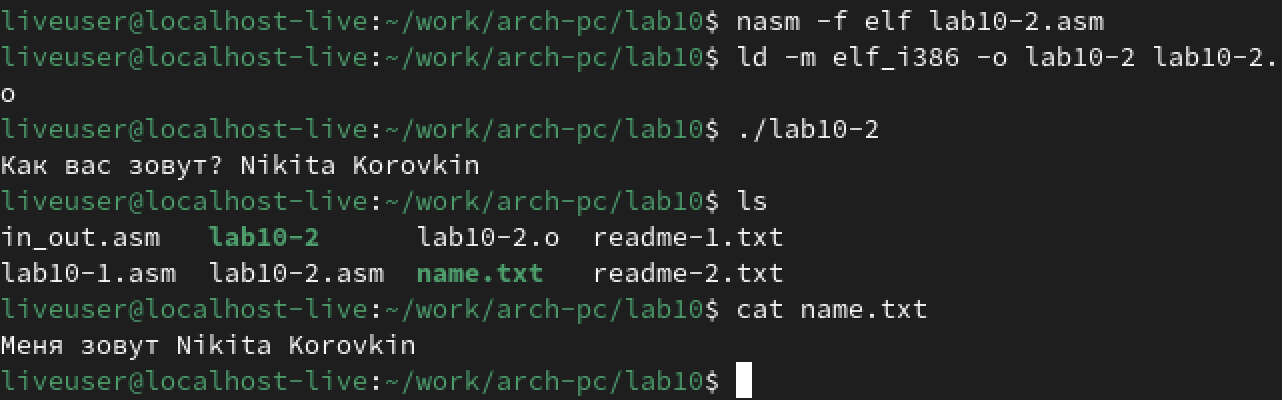 liveuser@localhost-live:~/work/arch-pc/lab10$ nasm -f elf lab10-2.asm
liveuser@localhost-live:~/work/arch-pc/lab10$ ld -m elf_i386 -o lab10-2 lab10-2.
o
liveuser@localhost-live:~/work/arch-pc/lab10$ ./lab10-2
Как вас зовут? Nikita Korovkin
liveuser@localhost-live:~/work/arch-pc/lab10$ ls
in_out.asm   lab10-2      lab10-2.o  readme-1.txt
lab10-1.asm  lab10-2.asm  name.txt   readme-2.txt
liveuser@localhost-live:~/work/arch-pc/lab10$ cat name.txt
Меня зовут Nikita Korovkin
liveuser@localhost-live:~/work/arch-pc/lab10$